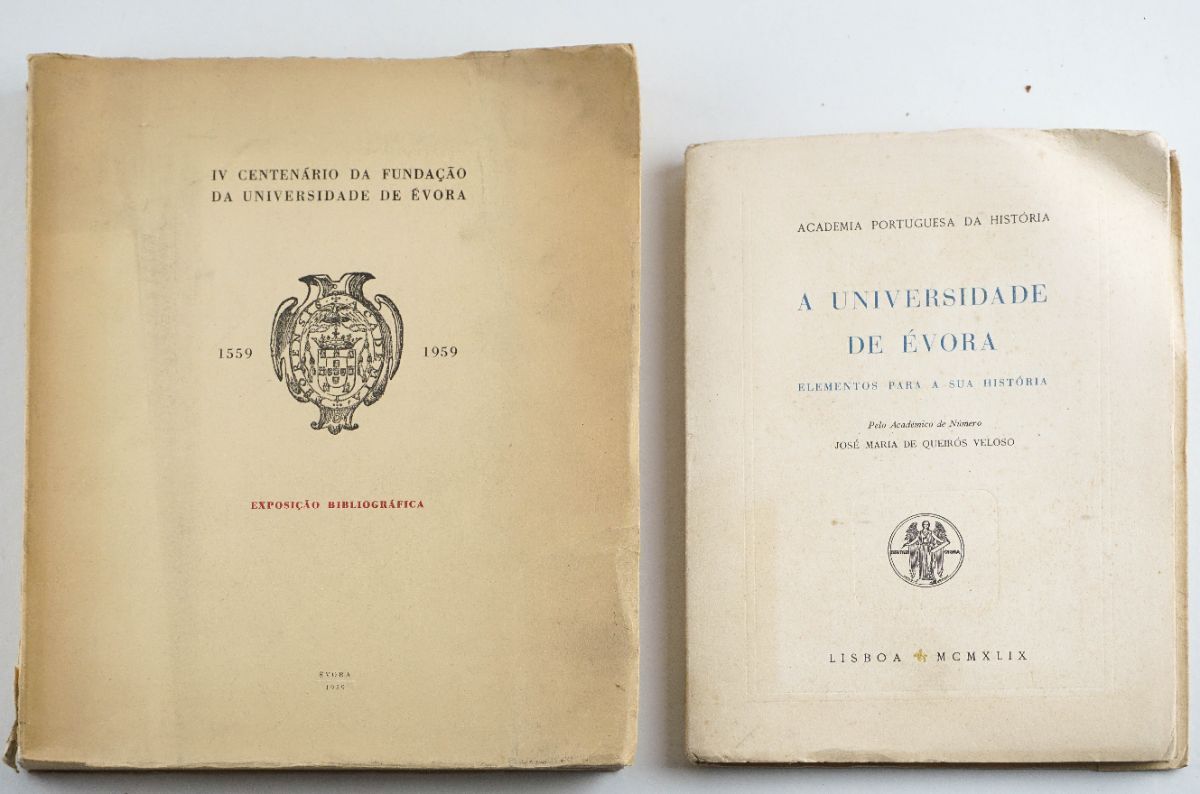 IV CENTENÁRIO DA FUNDAÇÃO
DA UNIVERSIDADE DE ÉVORA
1559 1959
EXPOSIÇÃO BIBLIOGRÁFICA
ÉVORA
1959
ACADEMIA PORTUGUESA DA HISTÓRIA
A UNIVERSIDADE
DE ÉVORA
ELEMENTOS PARA A SUA HISTÓRIA
Pelo Académico de Número
JOSÉ MARIA DE QUEIRÓS VELOSO
LISBOA MCMXLIX